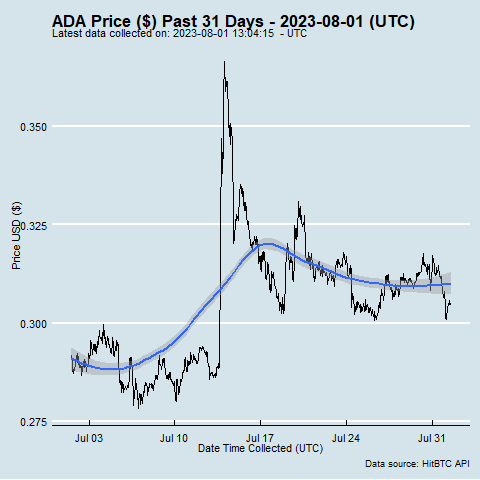 ADA Price ($) Past 31 Days - 2023-08-01 (UTC)
Latest data collected on: 2023-08-01 13:04:15  - UTC
0.350
0.325
0.300
0.275
Price USD ($)
Jul 03
Jul 10
Jul 17
Jul 24
Jul 31
Date Time Collected (UTC)
Data source: HitBTC API